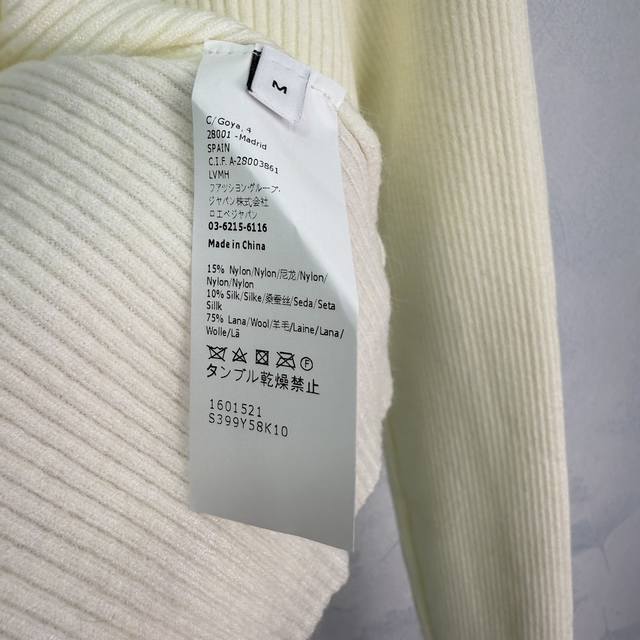 M
C/Goya, 4
28001 -Madrid
SPAIN
C.I.F. A-28003861
LVMH
ファッショングループ・
ジャパン株式会社
ロエベジャパン
03-6215-6116
Made in China
15% Nylon/Nylon/尼龙/Nylon/
Nylon/Nylon
10% Silk/Silke/桑蚕丝/Seda/Seta
Sillk
75% Lana/Wool/羊毛/Laine/Lana/
Wolle/Lã
F
タンブル乾燥禁止
1601521
S399Y58K10